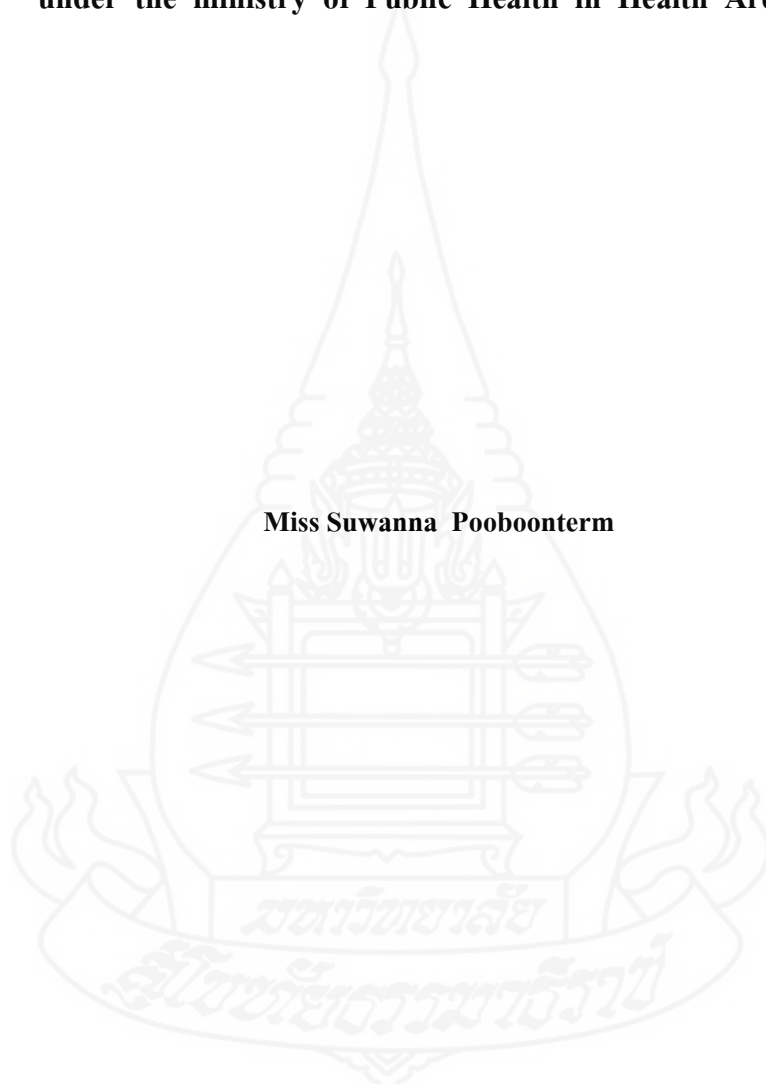 under the ministry of Public Health in Health Are
Miss Suwanna Pooboonterm
มหาวิทยาลัย
สุโขทัยธรรมาธิราช